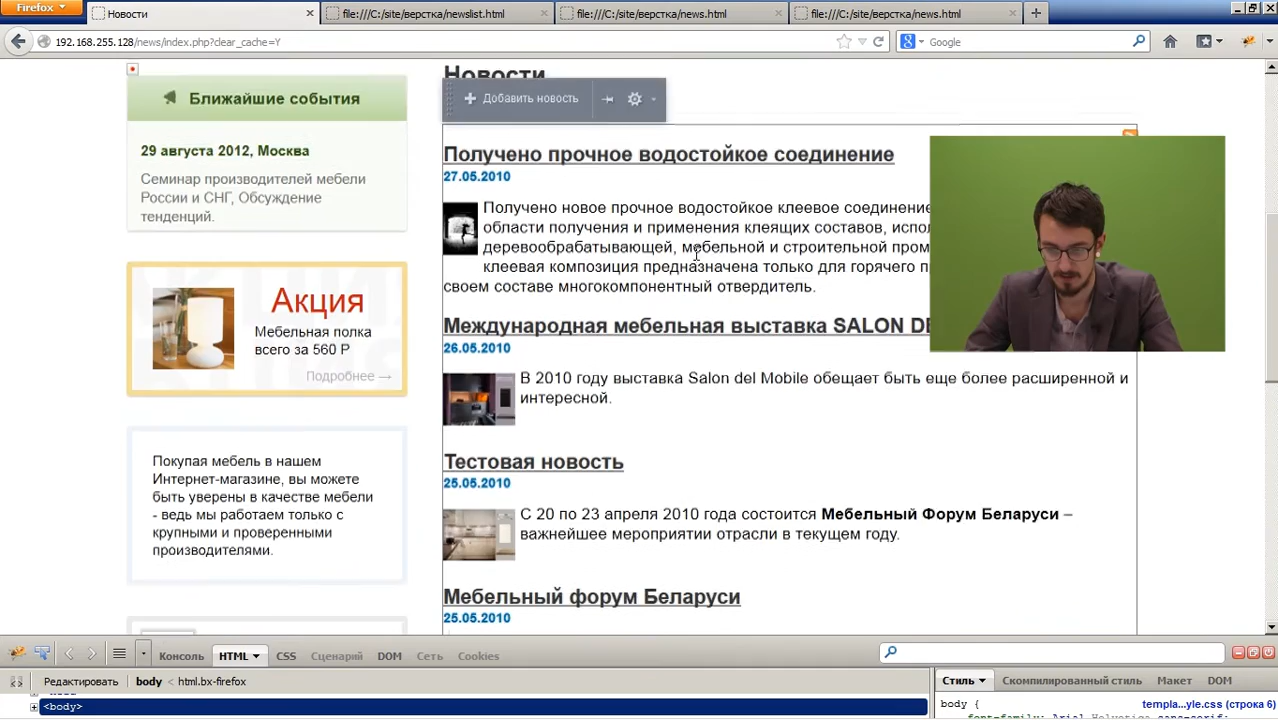 Firefox
Новости
file:///C:/site/верстка/newslist.html
file:///C:/site/верстка/news.html
file:///C:/site/верстка/news.html
192.168.255.128/news/index.php?clear_cache=Y
Google
Новости
Добавить новость
Ближайшие события
29 августа 2012, Москва
Семинар производителей мебели
России и СНГ, Обсуждение
тенденций.
Акция
Мебельная полка
всего за 560 Р
Подробнее →
Покупая мебель в нашем
Интернет-магазине, вы можете
быть уверены в качестве мебели
- ведь мы работаем только с
крупными и проверенными
производителями.
Получено прочное водостойкое соединение
27.05.2010
Получено новое прочное водостойкое клеевое соединение
области получения и применения клеящих составов, испо
деревообрабатывающей, мебельной и строительной пром
клеевая композиция предназначена только для горячего
своем составе многокомпонентный отвердитель.
Международная мебельная выставка SALON DE
26.05.2010
В 2010 году выставка Salon del Mobile обещает быть еще более расширенной и
интересной.
Тестовая новость
25.05.2010
С 20 по 23 апреля 2010 года состоится Мебельный Форум Беларуси –
важнейшее мероприятии отрасли в текущем году.
Мебельный форум Беларуси
25.05.2010
Консоль
HTML
CSS
Сценарий
DOM
Сеть
Cookies
Редактировать
body < html.bx-firefox
<body>
Стиль
Скомпилированный стиль
Макет
DOM
body {
templa...yle.css (строка 6)